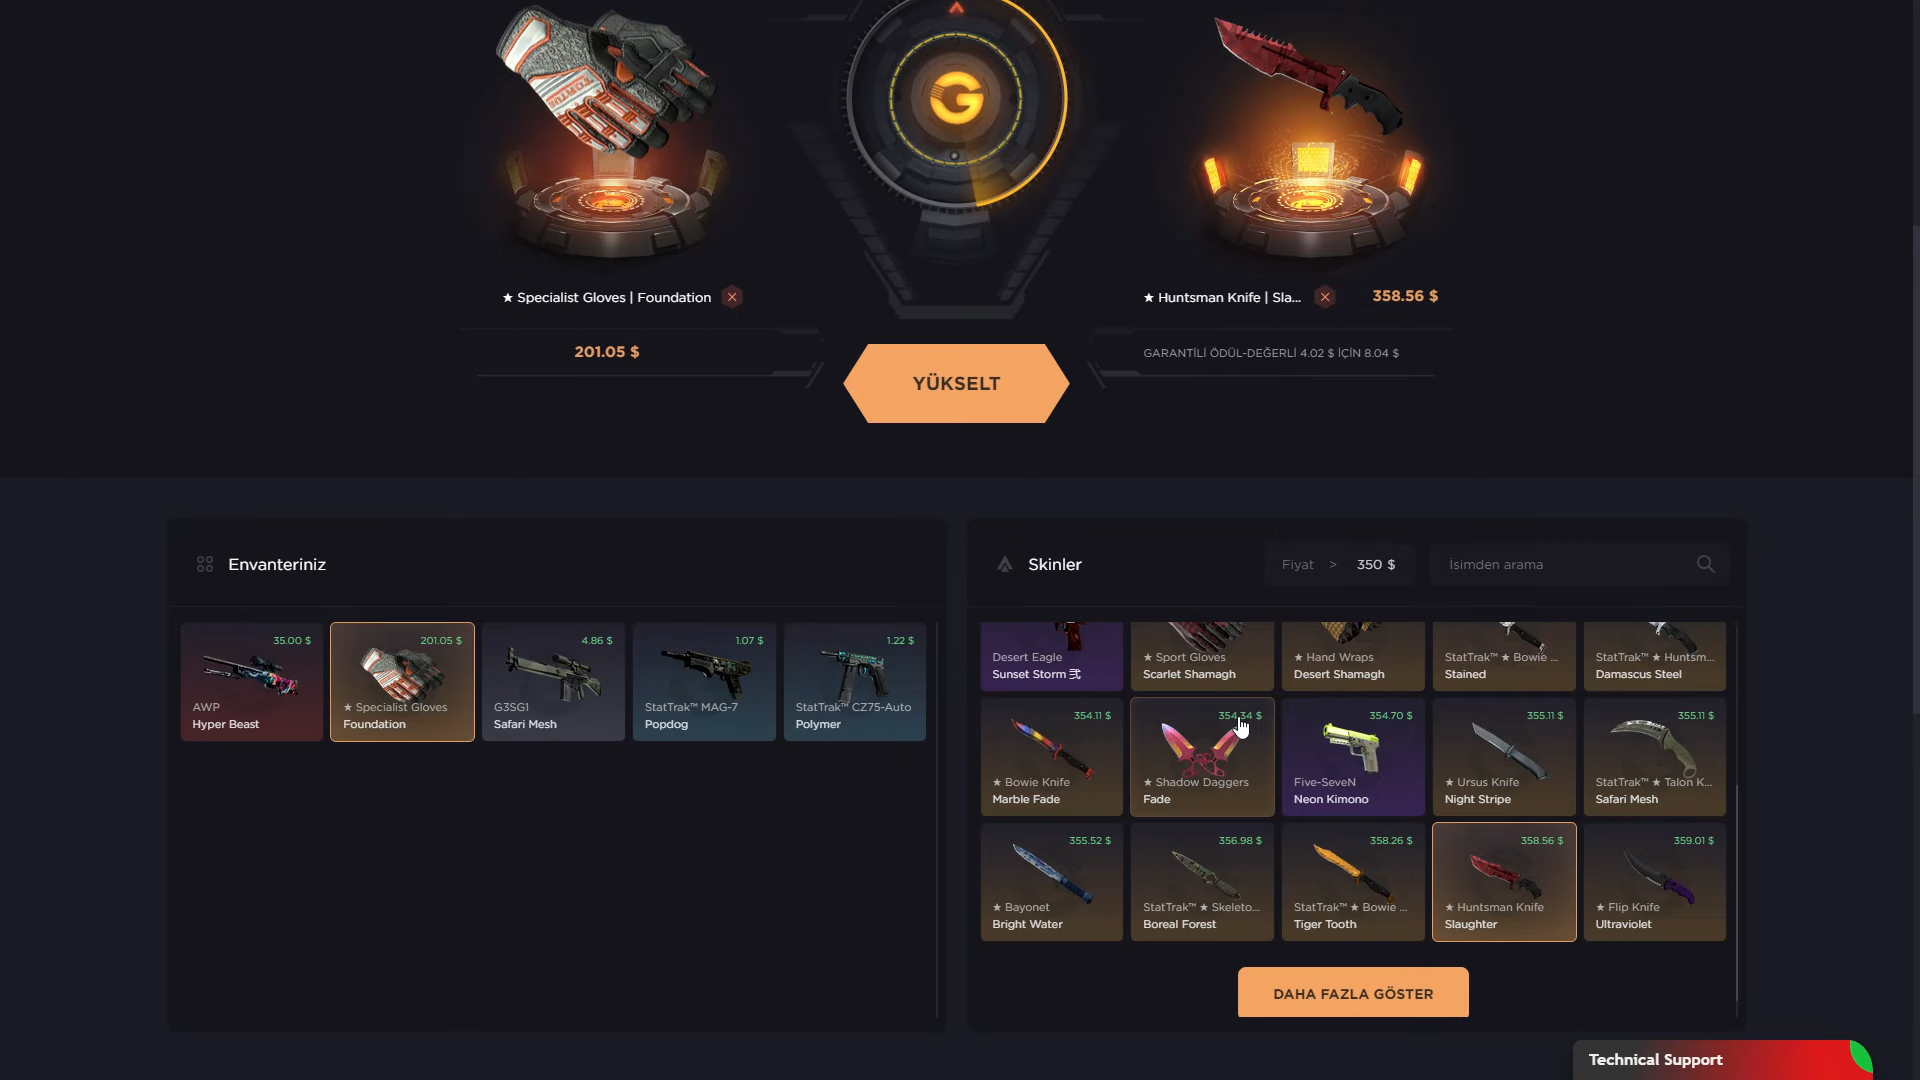 ★ Specialist Gloves | Foundation
201.05 $
YÜKSELT
★ Huntsman Knife | Sla...
358.56 $
GARANTİLİ ÖDÜL-DEĞERLİ 4.02 $ İÇİN 8.04 $
Envanteriniz
35.00 $
AWP
Hyper Beast
201.05 $
★ Specialist Gloves
Foundation
4.86 $
G3SG1
Safari Mesh
1.07 $
StatTrak™ MAG-7
Popdog
1.22 $
StatTrak™ CZ75-Auto
Polymer
Skinler
Fiyat > 350 $
İsimden arama
Desert Eagle
Sunset Storm 弐
★ Sport Gloves
Scarlet Shamagh
★ Hand Wraps
Desert Shamagh
StatTrak™ ★ Bowie ...
Stained
StatTrak™ ★ Huntsm...
Damascus Steel
354.11 $
★ Bowie Knife
Marble Fade
354.34 $
★ Shadow Daggers
Fade
354.70 $
Five-SeveN
Neon Kimono
355.11 $
★ Ursus Knife
Night Stripe
355.11 $
StatTrak™ ★ Talon K...
Safari Mesh
355.52 $
★ Bayonet
Bright Water
356.98 $
StatTrak™ ★ Skeleto...
Boreal Forest
358.26 $
StatTrak™ ★ Bowie ...
Tiger Tooth
358.56 $
★ Huntsman Knife
Slaughter
359.01 $
★ Flip Knife
Ultraviolet
DAHA FAZLA GÖSTER
Technical Support